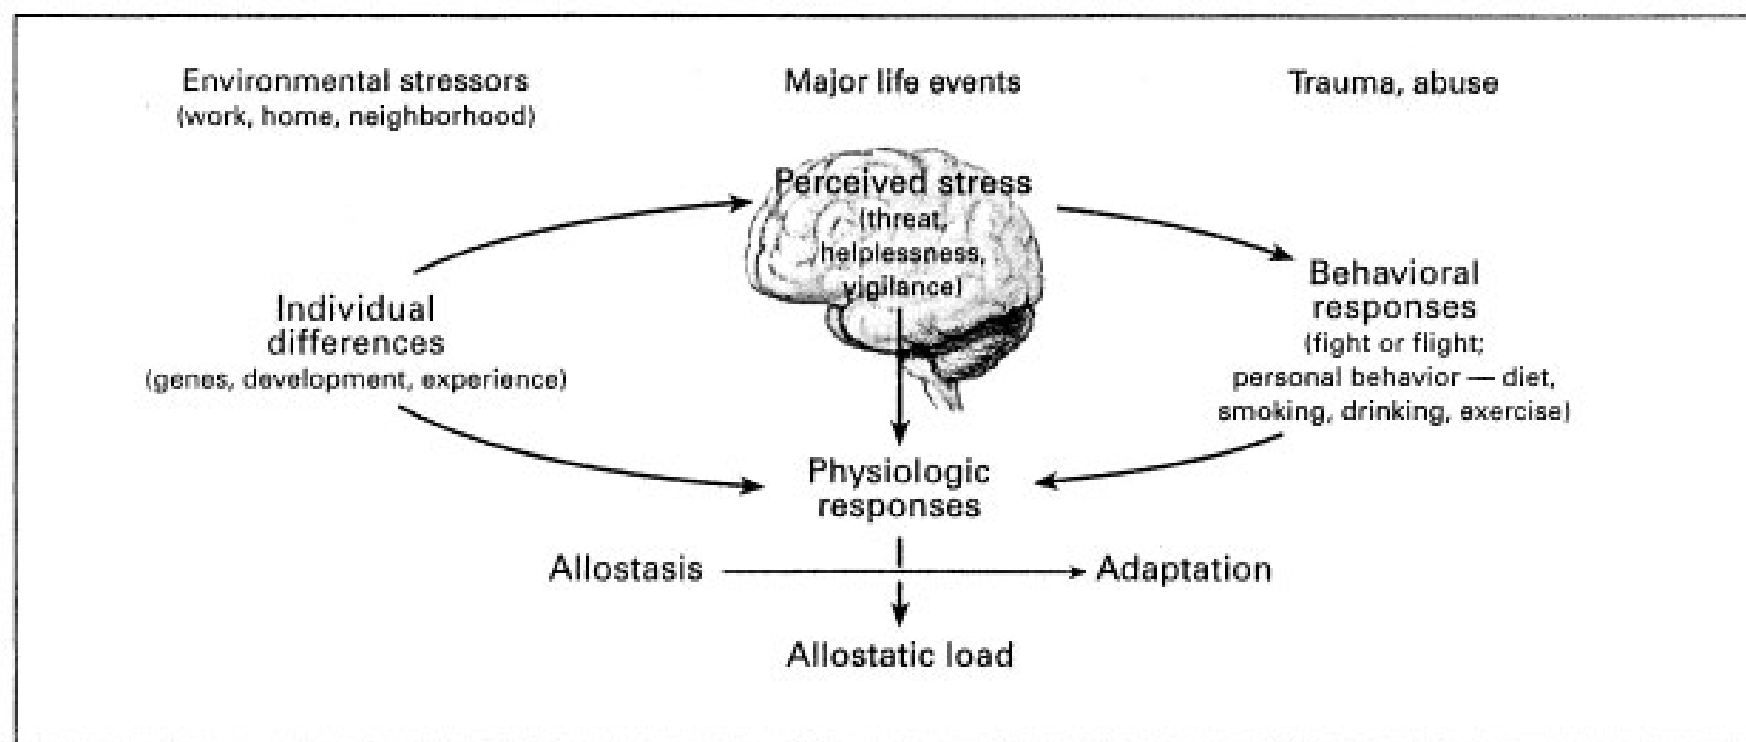 Environmental stressors
(work, home, neighborhood)
Major life events
Trauma, abuse
Perceived stress
(threat,
helplessness,
vigilance)
Individual
differences
(genes, development, experience)
Behavioral
responses
(fight or flight;
personal behavior — diet,
smoking, drinking, exercise)
Physiologic
responses
Allostasis
Adaptation
Allostatic load